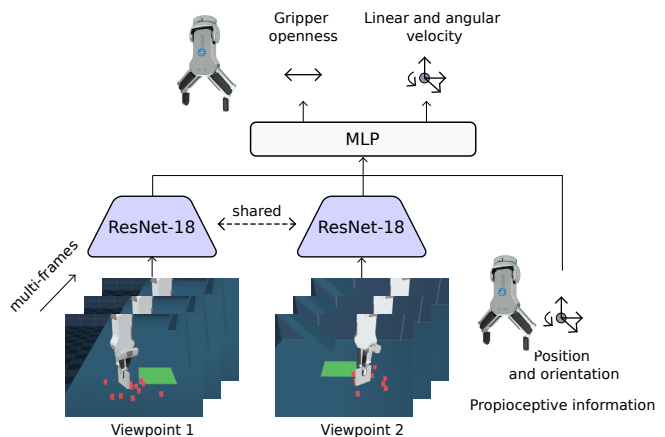 Gripper
openness
Linear and angular
velocity
MLP
ResNet-18
shared
ResNet-18
multi-frames
Viewpoint 1
Viewpoint 2
Position
and orientation
Propioceptive information